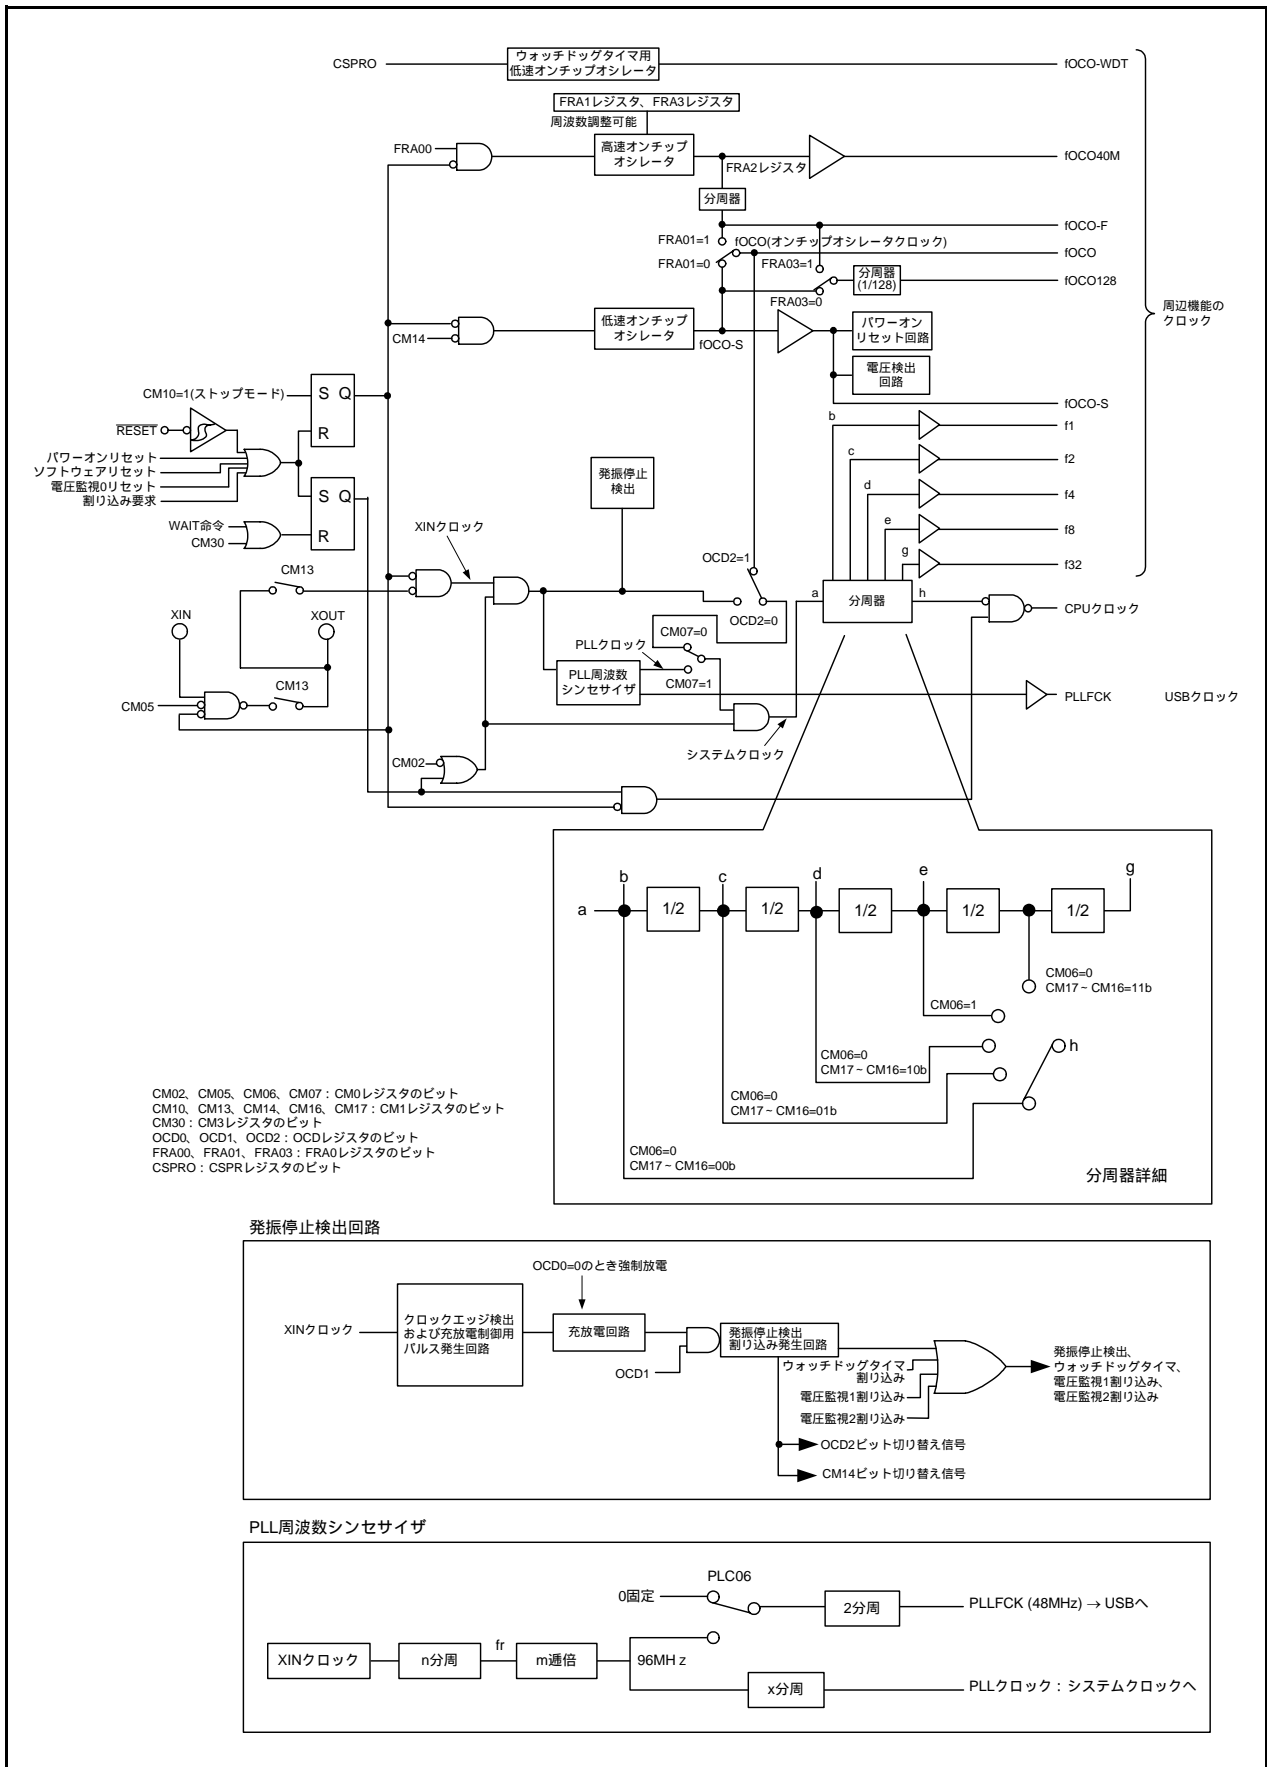 CSPRO
ウォッチドッグタイマ用
低速オンチップオシレータ
fOCO-WDT
FRA1レジスタ、FRA3レジスタ
周波数調整可能
FRA00
高速オンチップ
オシレータ
FRA2レジスタ
fOCO40M
分周器
fOCO-F
FRA01=1
fOCO(オンチップオシレータクロック)
fOCO
FRA01=0
FRA03=1
分周器
(1/128)
fOCO128
FRA03=0
周辺機能の
クロック
CM14
低速オンチップ
オシレータ
fOCO-S
パワーオン
リセット回路
電圧検出
回路
fOCO-S
CM10=1(ストップモード)
S Q
R
RESET
パワーオンリセット
ソフトウェアリセット
電圧監視0リセット
割り込み要求
S Q
R
WAIT命令
CM30
b
f1
c
f2
d
f4
e
f8
g
f32
発振停止
検出
XINクロック
CM13
OCD2=1
OCD2=0
a
分周器
h
CPUクロック
XIN
XOUT
CM07=0
PLLクロック
PLL周波数
シンセサイザ
CM07=1
CM13
CM05
PLLFCK
USBクロック
システムクロック
CM02
a
b
c
d
e
g
1/2
1/2
1/2
1/2
1/2
CM06=0
CM17~CM16=11b
CM06=1
h
CM06=0
CM17~CM16=10b
CM06=0
CM17~CM16=01b
CM06=0
CM17~CM16=00b
分周器詳細
CM02、CM05、CM06、CM07：CM0レジスタのビット
CM10、CM13、CM14、CM16、CM17：CM1レジスタのビット
CM30：CM3レジスタのビット
OCD0、OCD1、OCD2：OCDレジスタのビット
FRA00、FRA01、FRA03：FRA0レジスタのビット
CSPRO：CSPRレジスタのビット
発振停止検出回路
OCD0=0のとき強制放電
XINクロック
クロックエッジ検出
および充放電制御用
パルス発生回路
充放電回路
OCD1
発振停止検出
割り込み発生回路
ウォッチドッグタイマ
割り込み
電圧監視1割り込み
電圧監視2割り込み
発振停止検出、
ウォッチドッグタイマ、
電圧監視1割り込み、
電圧監視2割り込み
OCD2ビット切り替え信号
CM14ビット切り替え信号
PLL周波数シンセサイザ
PLC06
0固定
2分周
PLLFCK (48MHz) → USBへ
XINクロック
n分周
fr
m逓倍
96MHz
x分周
PLLクロック：システムクロックへ